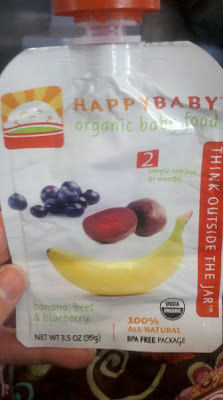 HAPPYBABY
organic baby food
2
simple combos
6+ months
THINK OUTSIDE THE JAR™
banana, beet
& blueberry
NET WT 3.5 OZ (99g)
100%
ALL NATURAL
BPA FREE PACKAGE
USDA
ORGANIC